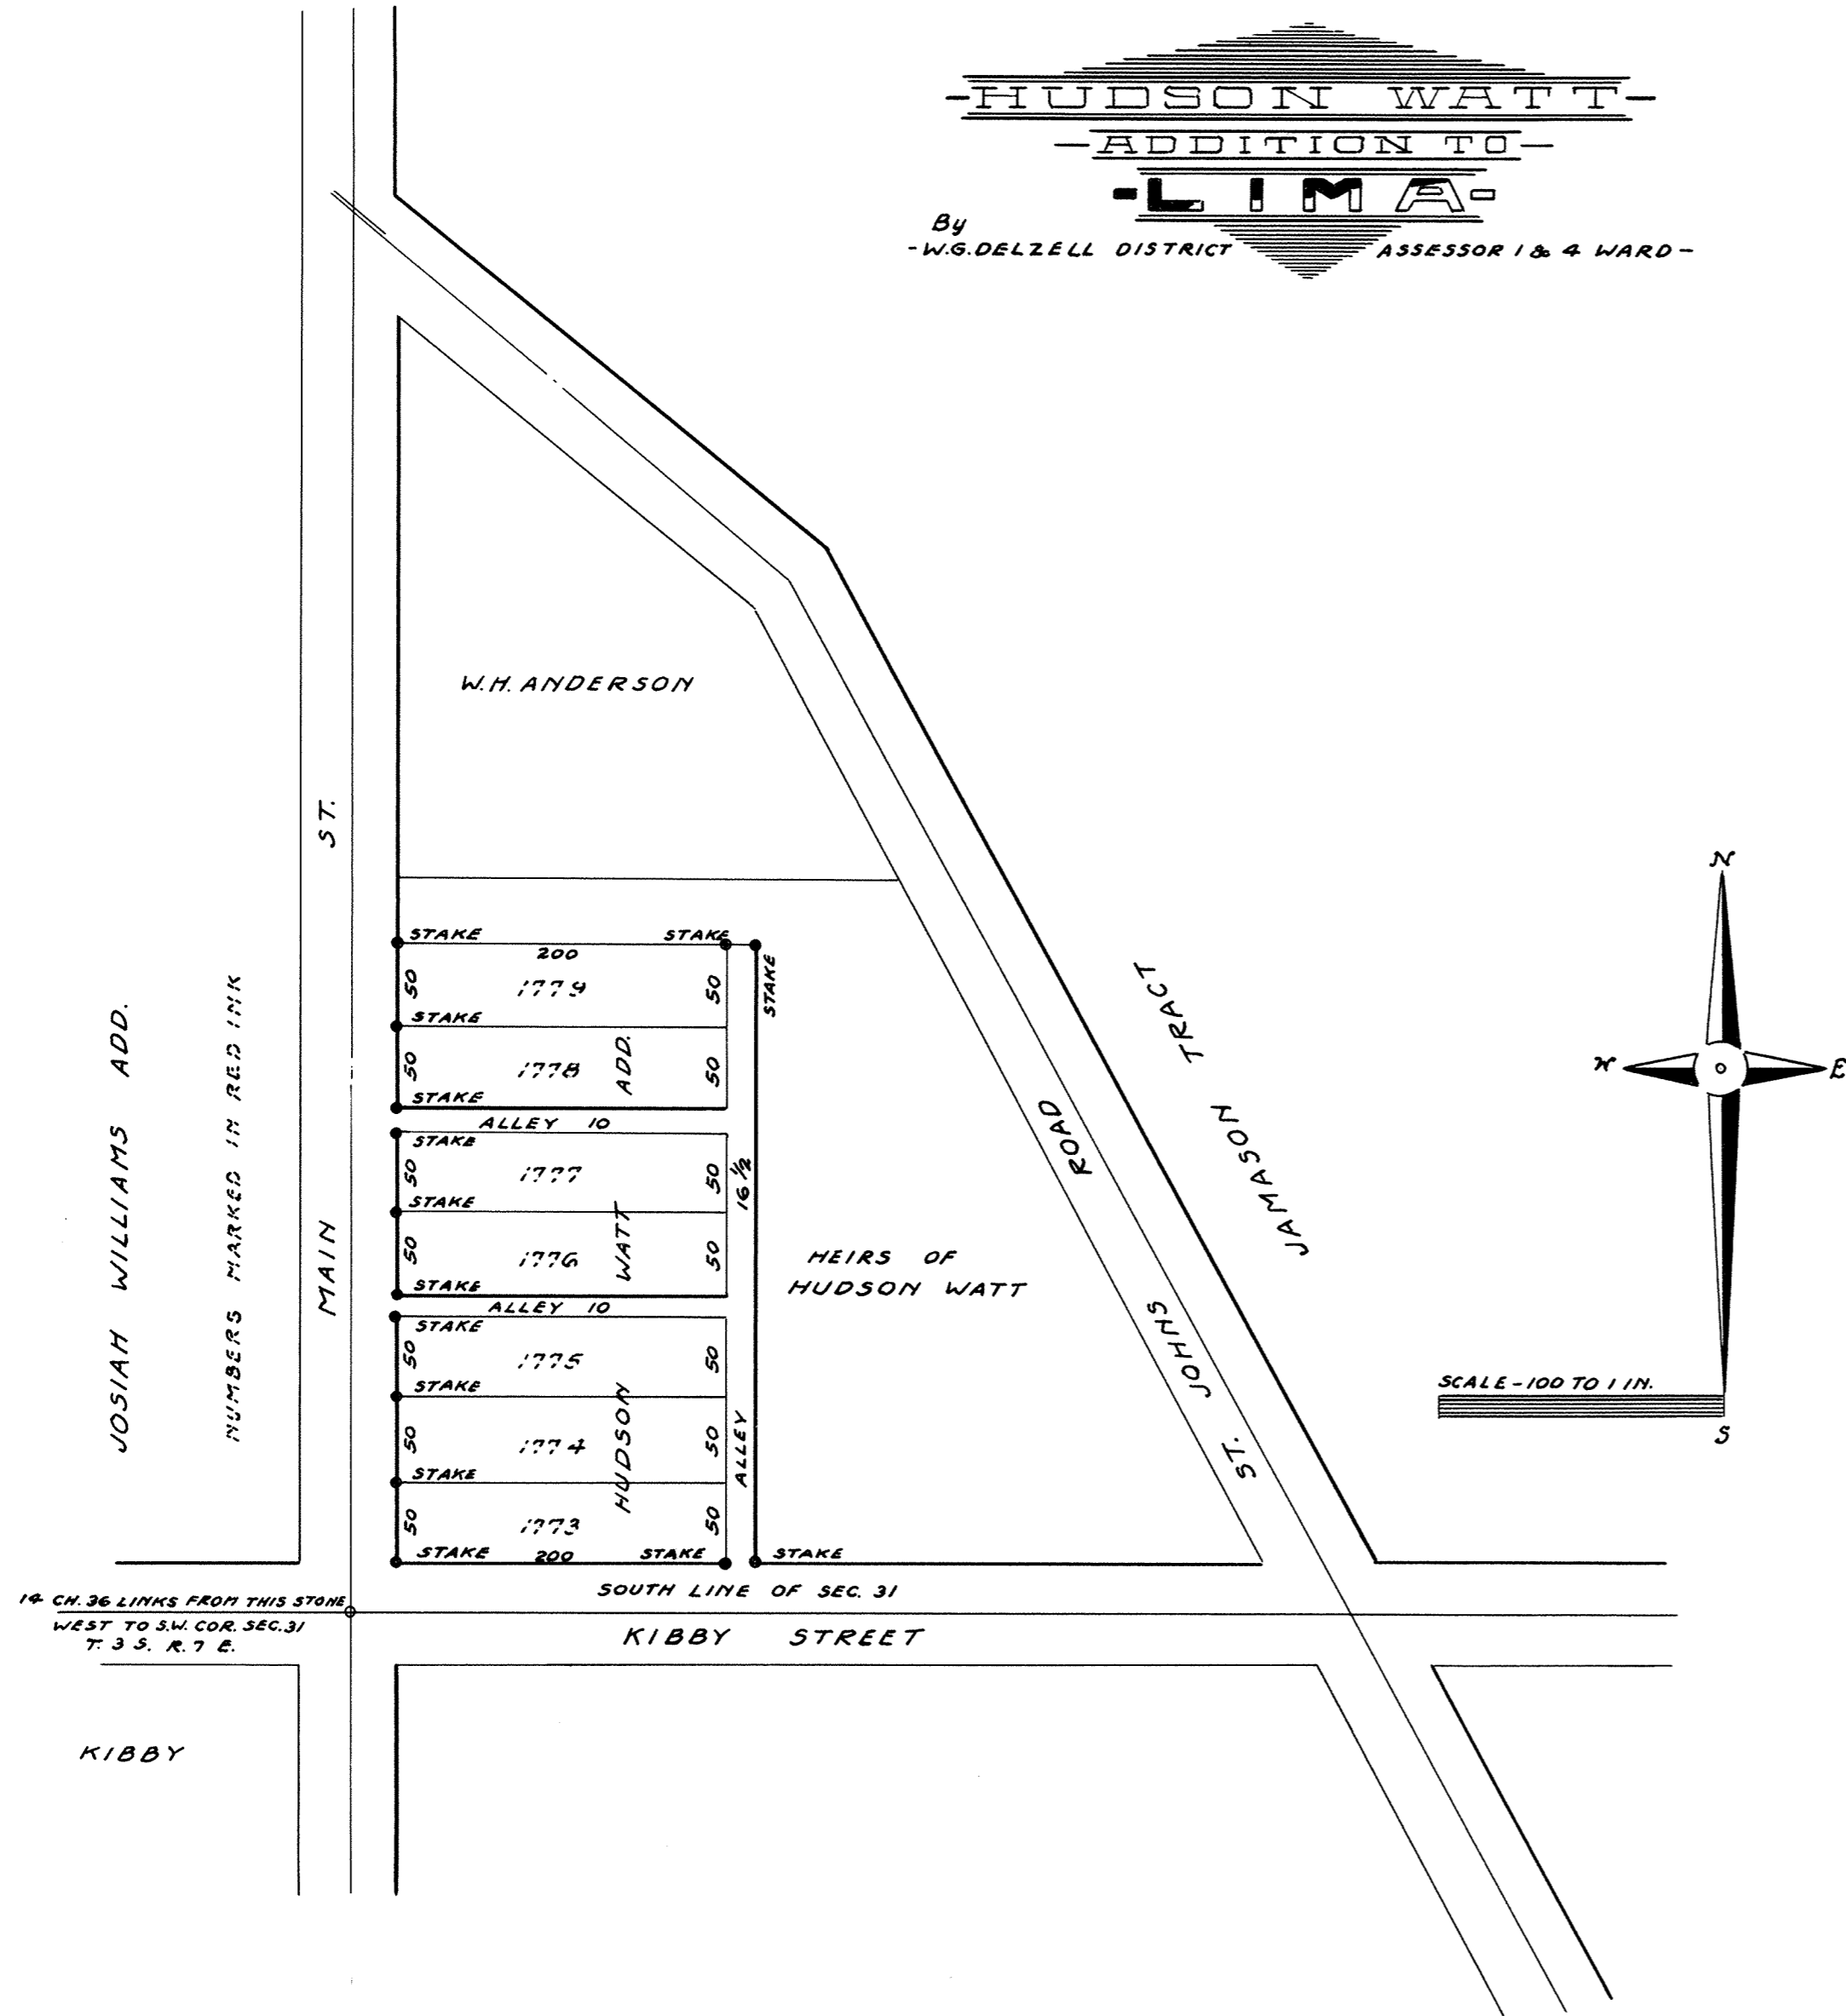 -HUDSON WATT-
-ADDITION TO-
-LIMA-
By
-W.G. DELZELL DISTRICT ASSESSOR 1 & 4 WARD-
W.H. ANDERSON
MAIN ST.
JOSIAH WILLIAMS ADD.
NUMBERS MARKED IN RED INK
STAKE STAKE
200
STAKE
50 1779 50
STAKE
50 1778 50
STAKE
ALLEY 10
STAKE
50 1777 50
STAKE
50 1776 50
STAKE
ALLEY 10
STAKE
50 1775 50
STAKE
50 1774 50
STAKE
50 1773 50
STAKE 200 STAKE STAKE
HUDSON WATT ADD.
ALLEY 16 1/2
HEIRS OF
HUDSON WATT
ST. JOHNS ROAD
JAMASON TRACT
N
W E
SCALE-100 TO 1 IN.
S
SOUTH LINE OF SEC. 31
14 CH. 36 LINKS FROM THIS STONE
WEST TO S.W. COR. SEC. 31
T. 3 S. R. 7 E.
KIBBY STREET
KIBBY